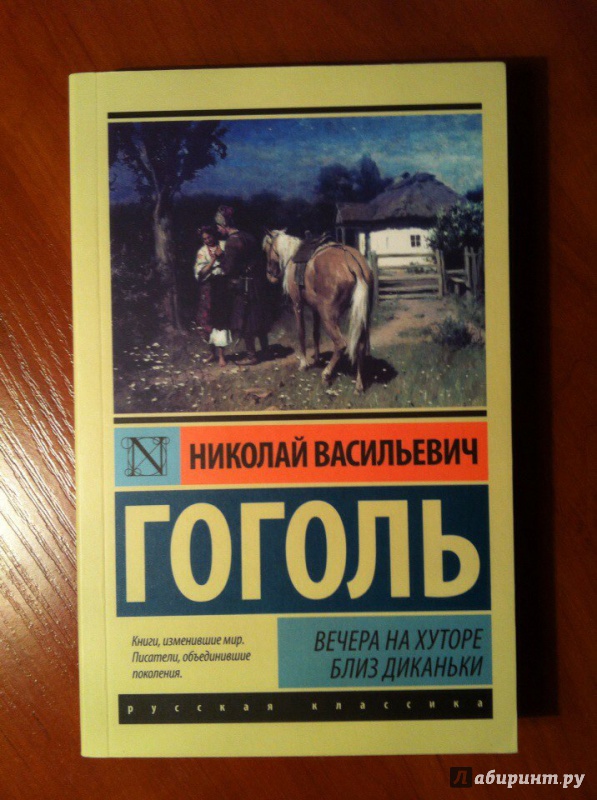 N
НИКОЛАЙ ВАСИЛЬЕВИЧ
ГОГОЛЬ
Книги, изменившие мир.
Писатели, объединившие
поколения.
ВЕЧЕРА НА ХУТОРЕ
БЛИЗ ДИКАНЬКИ
русская классика
Л лабиринт.ру